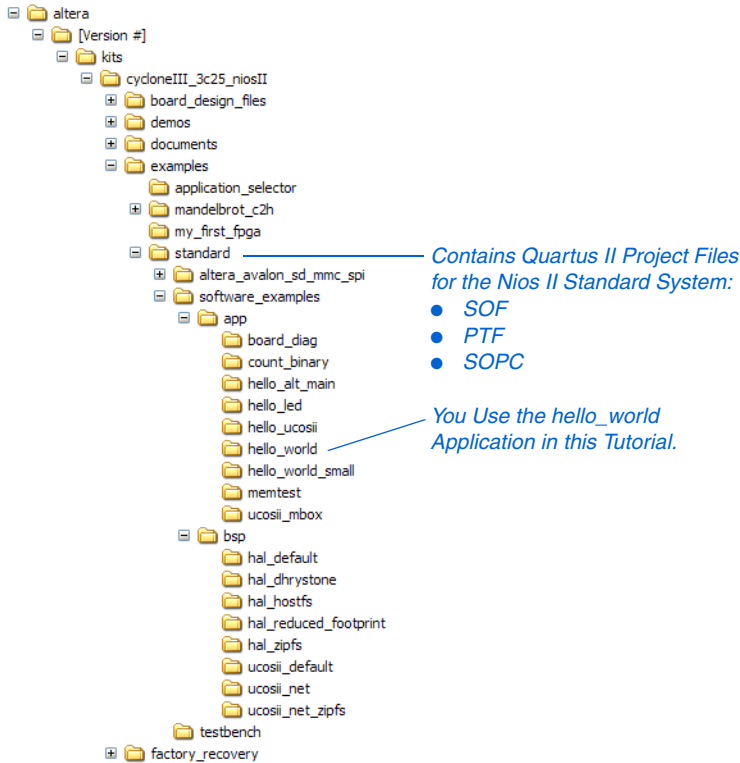 altera
[Version #]
kits
cycloneIII_3c25_niosII
board_design_files
demos
documents
examples
application_selector
mandelbrot_c2h
my_first_fpga
standard
altera_avalon_sd_mmc_spi
software_examples
app
board_diag
count_binary
hello_alt_main
hello_led
hello_ucosii
hello_world
hello_world_small
memtest
ucosii_mbox
bsp
hal_default
hal_dhrystone
hal_hostfs
hal_reduced_footprint
hal_zipfs
ucosii_default
ucosii_net
ucosii_net_zipfs
testbench
factory_recovery
Contains Quartus II Project Files
for the Nios II Standard System:
● SOF
● PTF
● SOPC
You Use the hello_world
Application in this Tutorial.